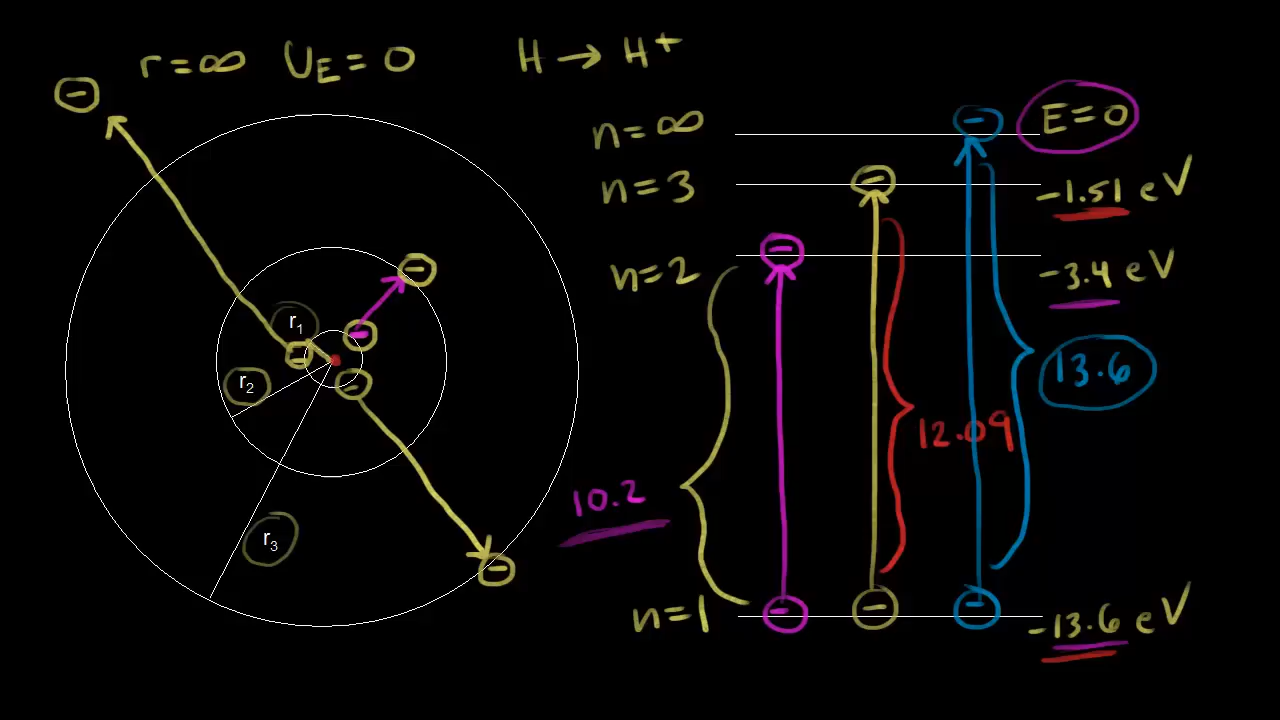 r=∞ U_E=0 H → H⁺
n=∞ E=0
n=3 -1.51 eV
n=2 -3.4 eV
r₁
r₂
r₃
13.6
12.09
10.2
n=1 -13.6 eV